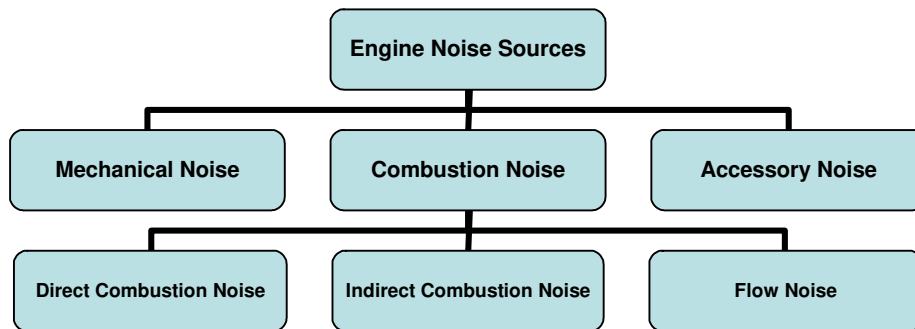 Engine Noise Sources
Mechanical Noise
Combustion Noise
Accessory Noise
Direct Combustion Noise
Indirect Combustion Noise
Flow Noise